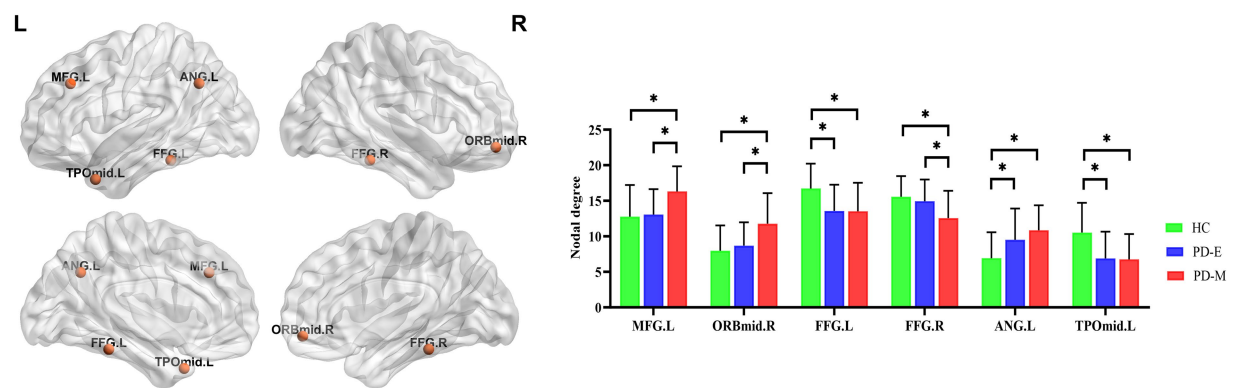 L
R
MFG.L
ANG.L
FFG.L
TPOmid.L
FFG.R
ORBmid.R
ANG.L
MFG.L
FFG.L
TPOmid.L
ORBmid.R
FFG.R
Nodal degree
25
20
15
10
5
0
* * * * * *
* * * * * *
MFG.L ORBmid.R FFG.L FFG.R ANG.L TPOmid.L
HC
PD-E
PD-M